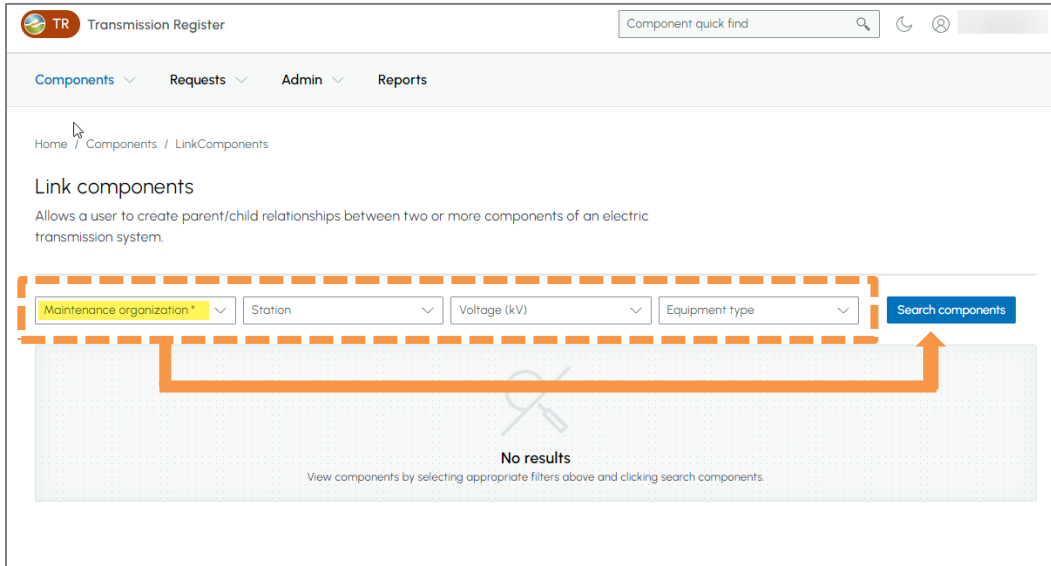 TR Transmission Register Component quick find
Components Requests Admin Reports
Home / Components / LinkComponents
Link components
Allows a user to create parent/child relationships between two or more components of an electric
transmission system.
Maintenance organization * Station Voltage (kV) Equipment type Search components
No results
View components by selecting appropriate filters above and clicking search components.